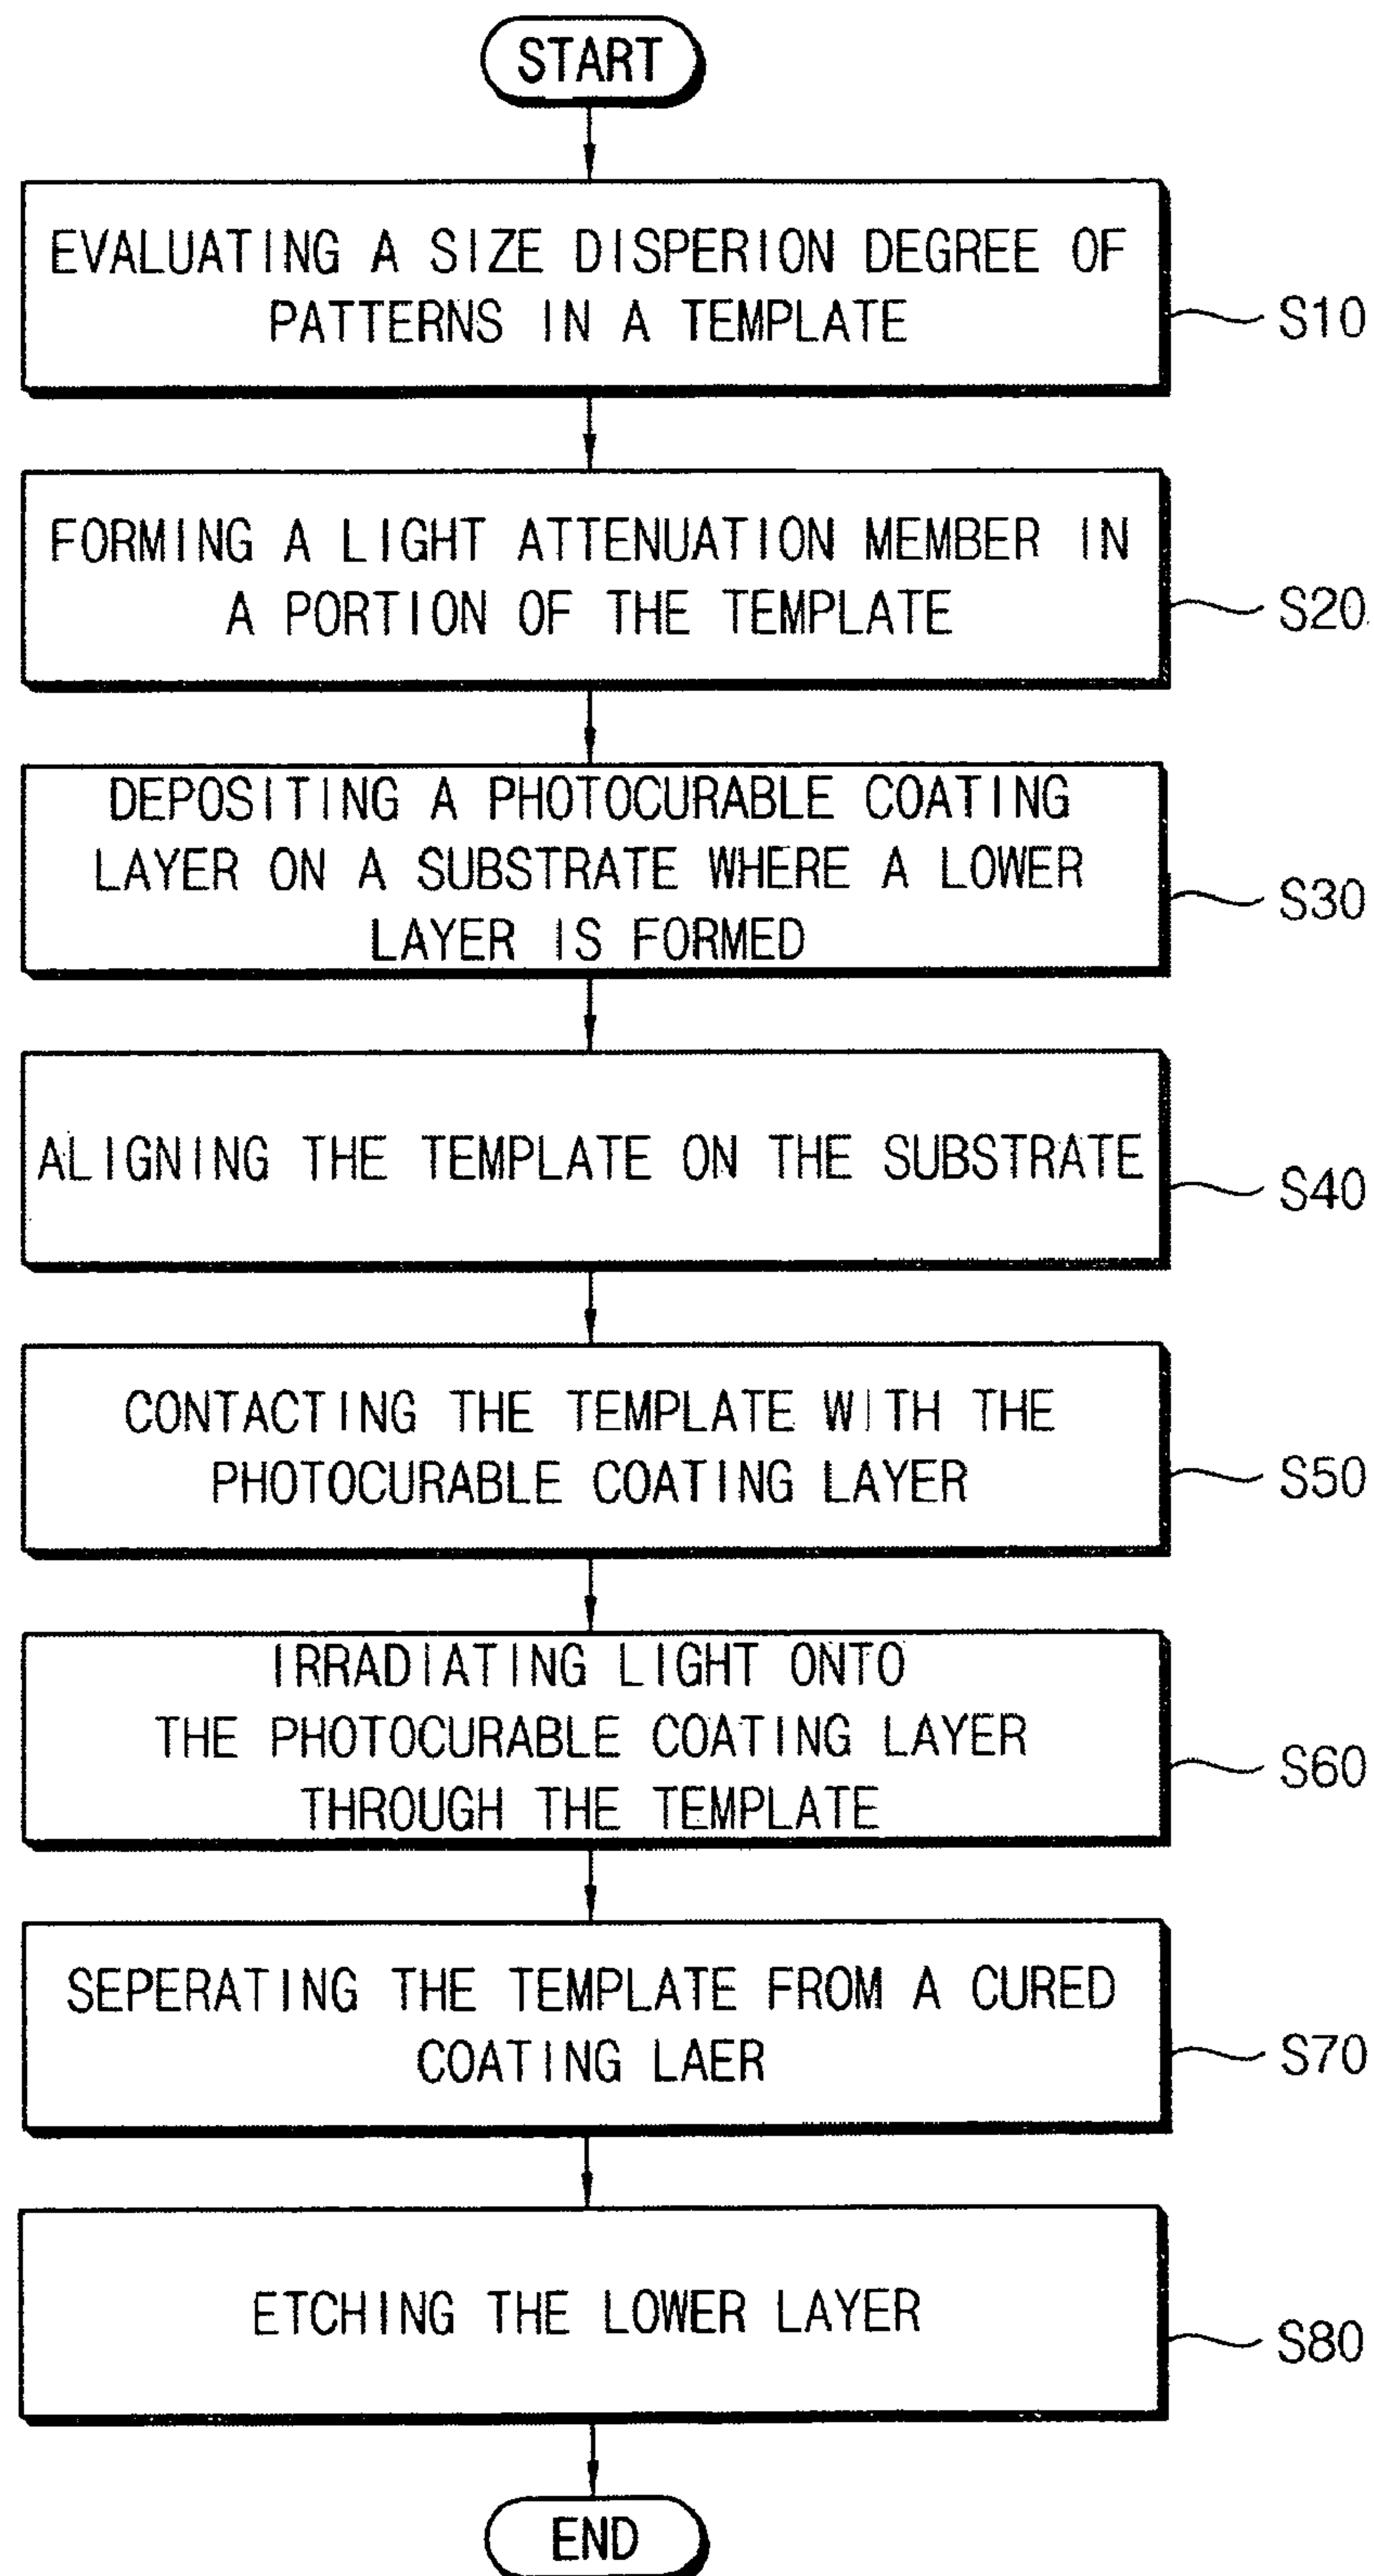 START
EVALUATING A SIZE DISPERION DEGREE OF
PATTERNS IN A TEMPLATE
S10
FORMING A LIGHT ATTENUATION MEMBER IN
A PORTION OF THE TEMPLATE
S20
DEPOSITING A PHOTOCURABLE COATING
LAYER ON A SUBSTRATE WHERE A LOWER
LAYER IS FORMED
S30
ALIGNING THE TEMPLATE ON THE SUBSTRATE
S40
CONTACTING THE TEMPLATE WITH THE
PHOTOCURABLE COATING LAYER
S50
IRRADIATING LIGHT ONTO
THE PHOTOCURABLE COATING LAYER
THROUGH THE TEMPLATE
S60
SEPERATING THE TEMPLATE FROM A CURED
COATING LAER
S70
ETCHING THE LOWER LAYER
S80
END